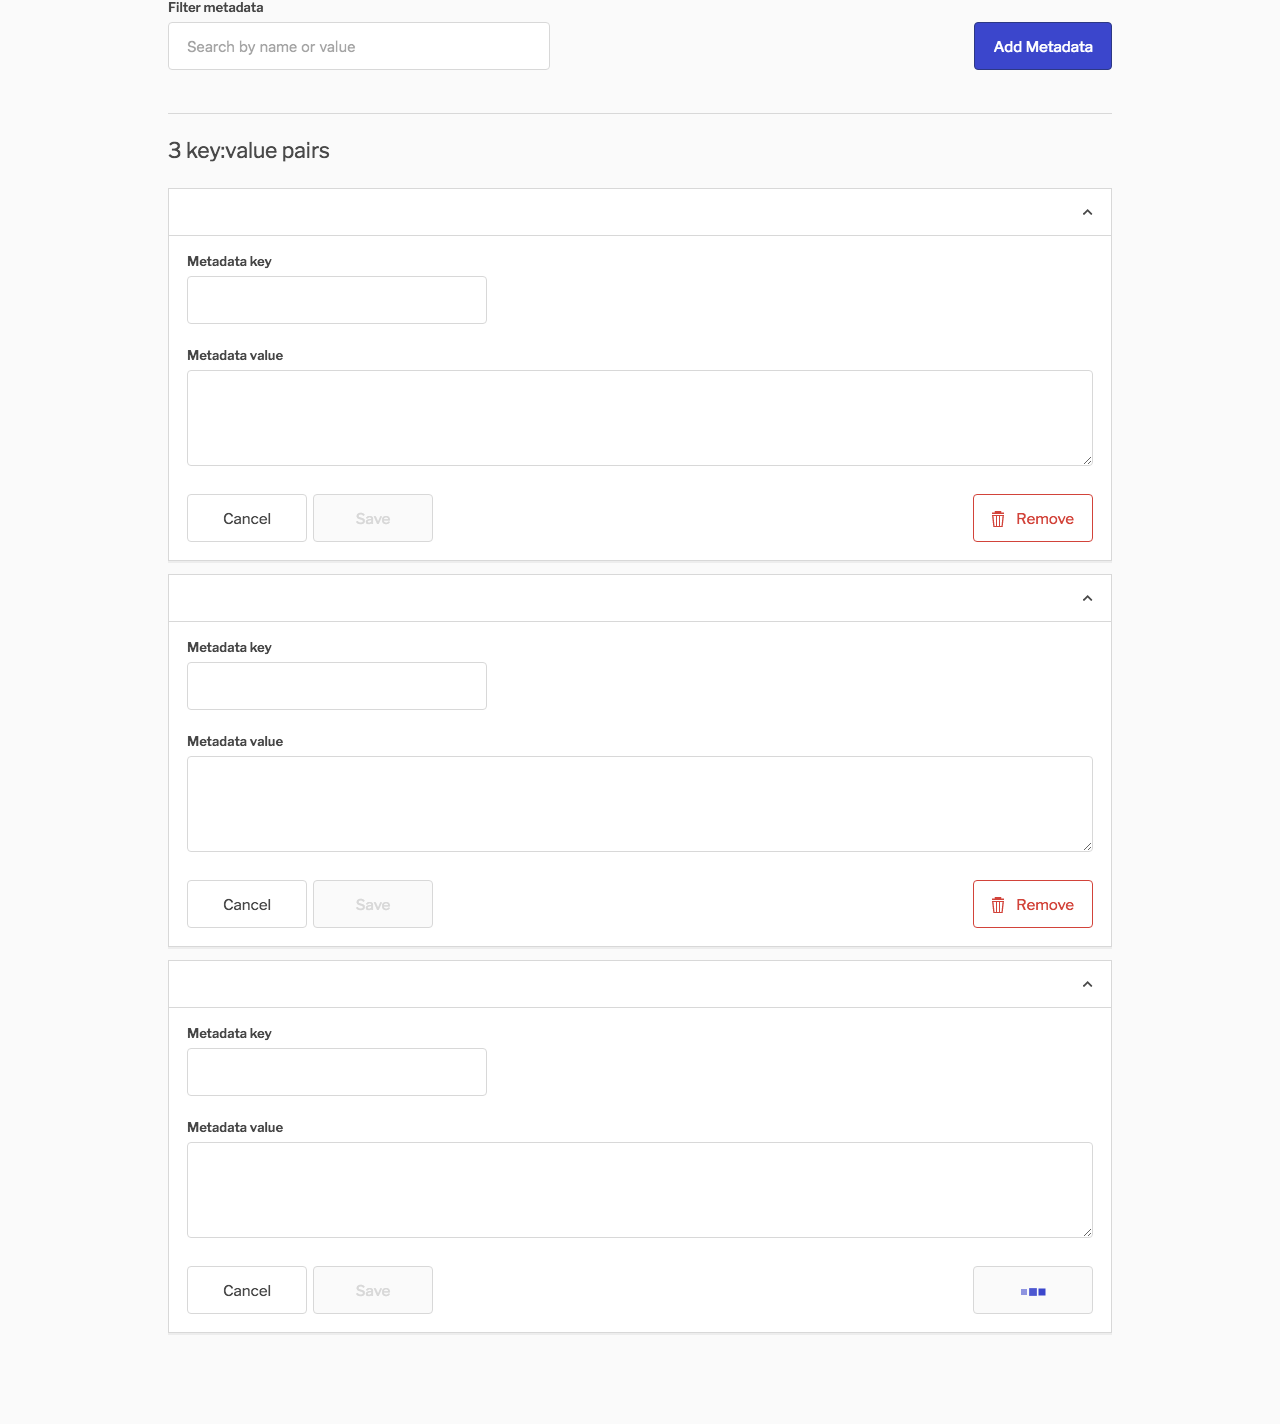 Filter metadata
Search by name or value
Add Metadata
3 key:value pairs
Metadata key
Metadata value
Cancel
Save
Remove
Metadata key
Metadata value
Cancel
Save
Remove
Metadata key
Metadata value
Cancel
Save